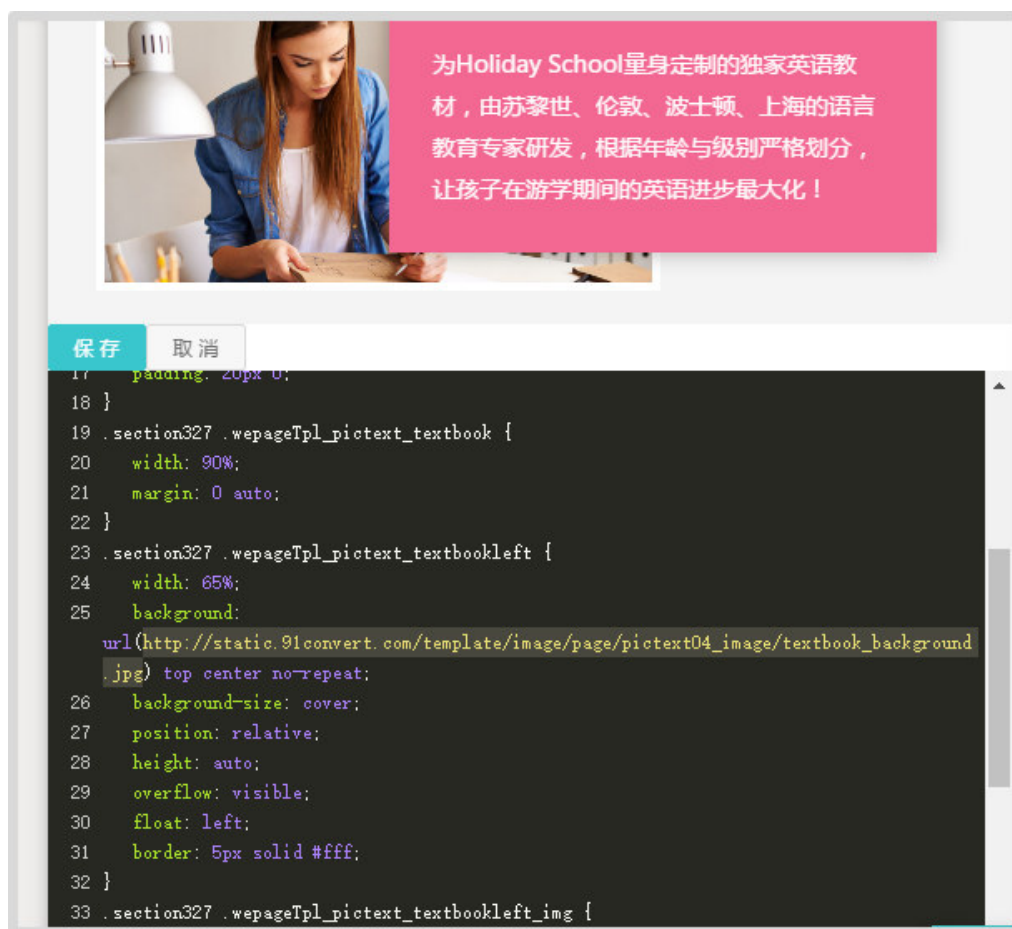 为Holiday School量身定制的独家英语教
材，由苏黎世、伦敦、波士顿、上海的语言
教育专家研发，根据年龄与级别严格划分，
让孩子在游学期间的英语进步最大化！
保存 取消
17 padding: 20px 0;
18 }
19 .section327 .wepageTpl_pictext_textbook {
20 width: 90%;
21 margin: 0 auto;
22 }
23 .section327 .wepageTpl_pictext_textbookleft {
24 width: 65%;
25 background:
url(http://static.91convert.com/template/image/page/pictext04_image/textbook_background
.jpg) top center no-repeat;
26 background-size: cover;
27 position: relative;
28 height: auto;
29 overflow: visible;
30 float: left;
31 border: 5px solid #fff;
32 }
33 .section327 .wepageTpl_pictext_textbookleft_img {